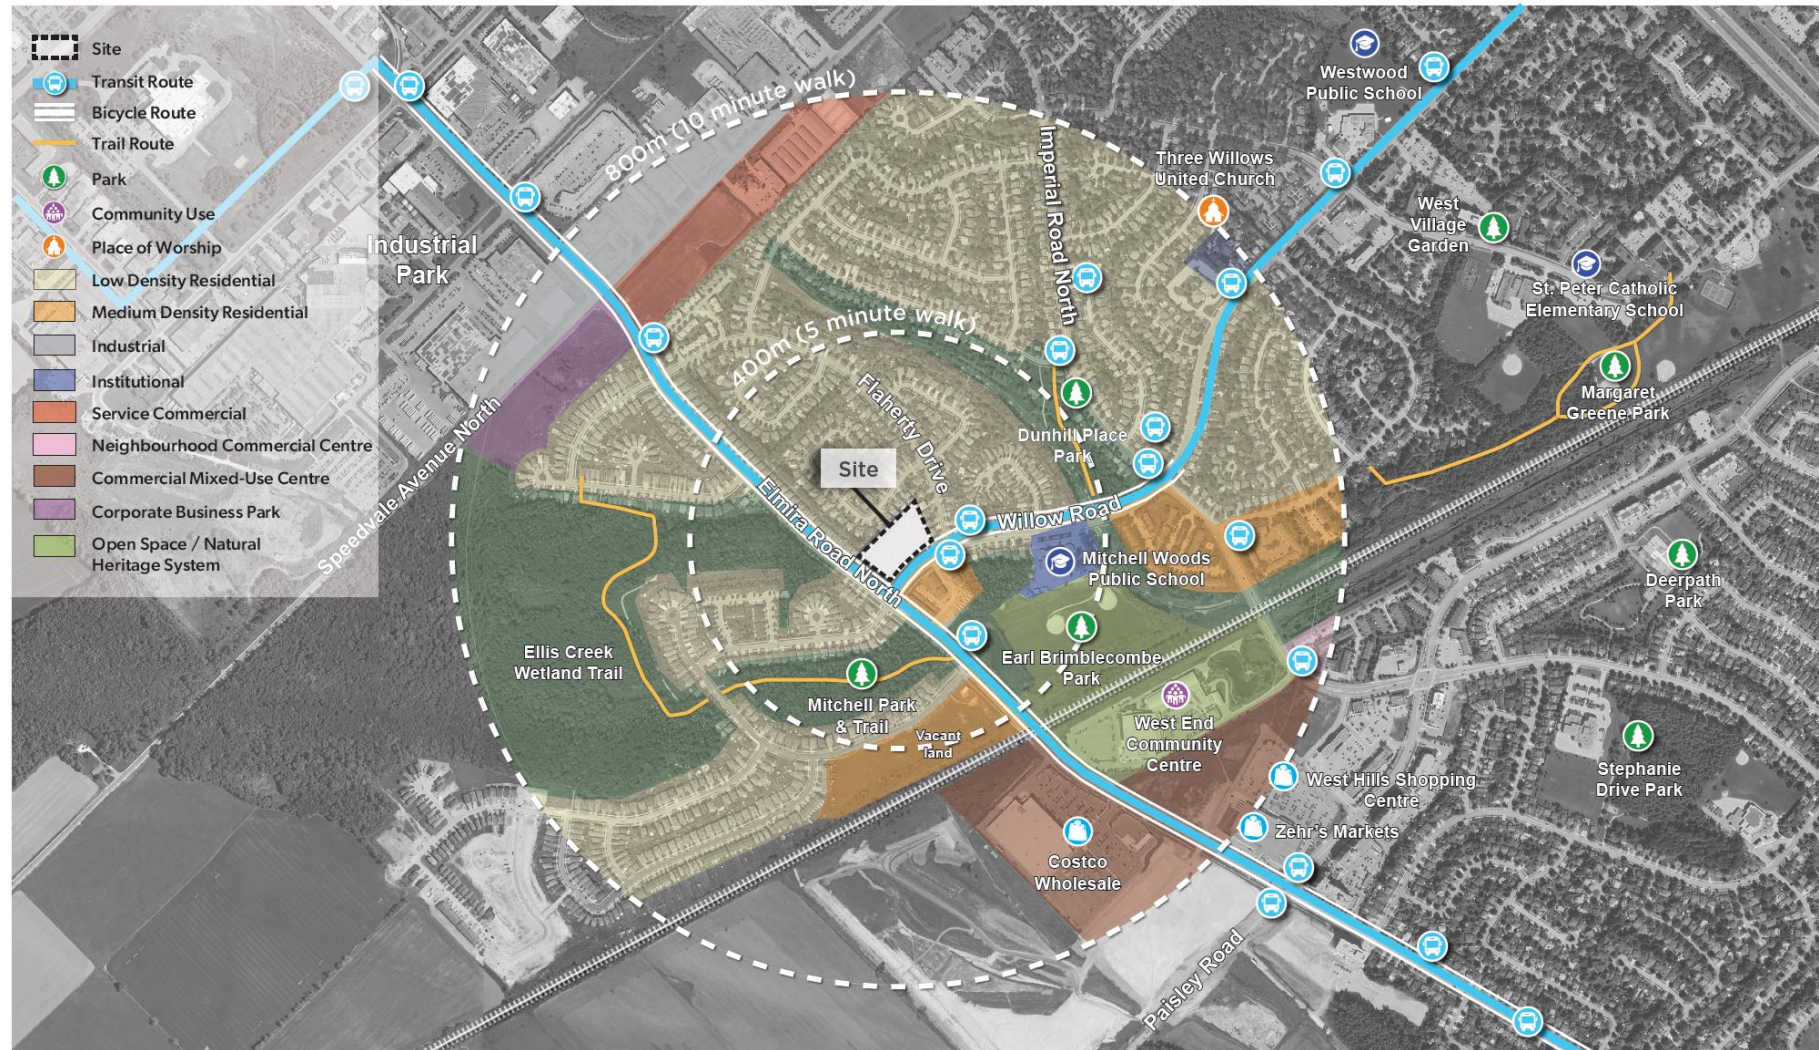 Site
Transit Route
Bicycle Route
Trail Route
Park
Community Use
Place of Worship
Low Density Residential
Medium Density Residential
Industrial
Institutional
Service Commercial
Neighbourhood Commercial Centre
Commercial Mixed-Use Centre
Corporate Business Park
Open Space / Natural
Heritage System
Industrial
Park
Speedvale Avenue North
800m (10 minute walk)
400m (5 minute walk)
Imperial Road North
Three Willows
United Church
Westwood
Public School
West
Village
Garden
St. Peter Catholic
Elementary School
Margaret
Greene Park
Flaherty Drive
Dunhill Place
Park
Site
Elmira Road North
Willow Road
Mitchell Woods
Public School
Deerpath
Park
Ellis Creek
Wetland Trail
Mitchell Park
& Trail
Earl Brimblecombe
Park
Vacant
land
West End
Community
Centre
West Hills Shopping
Centre
Stephanie
Drive Park
Zehr's Markets
Costco
Wholesale
Paisley Road